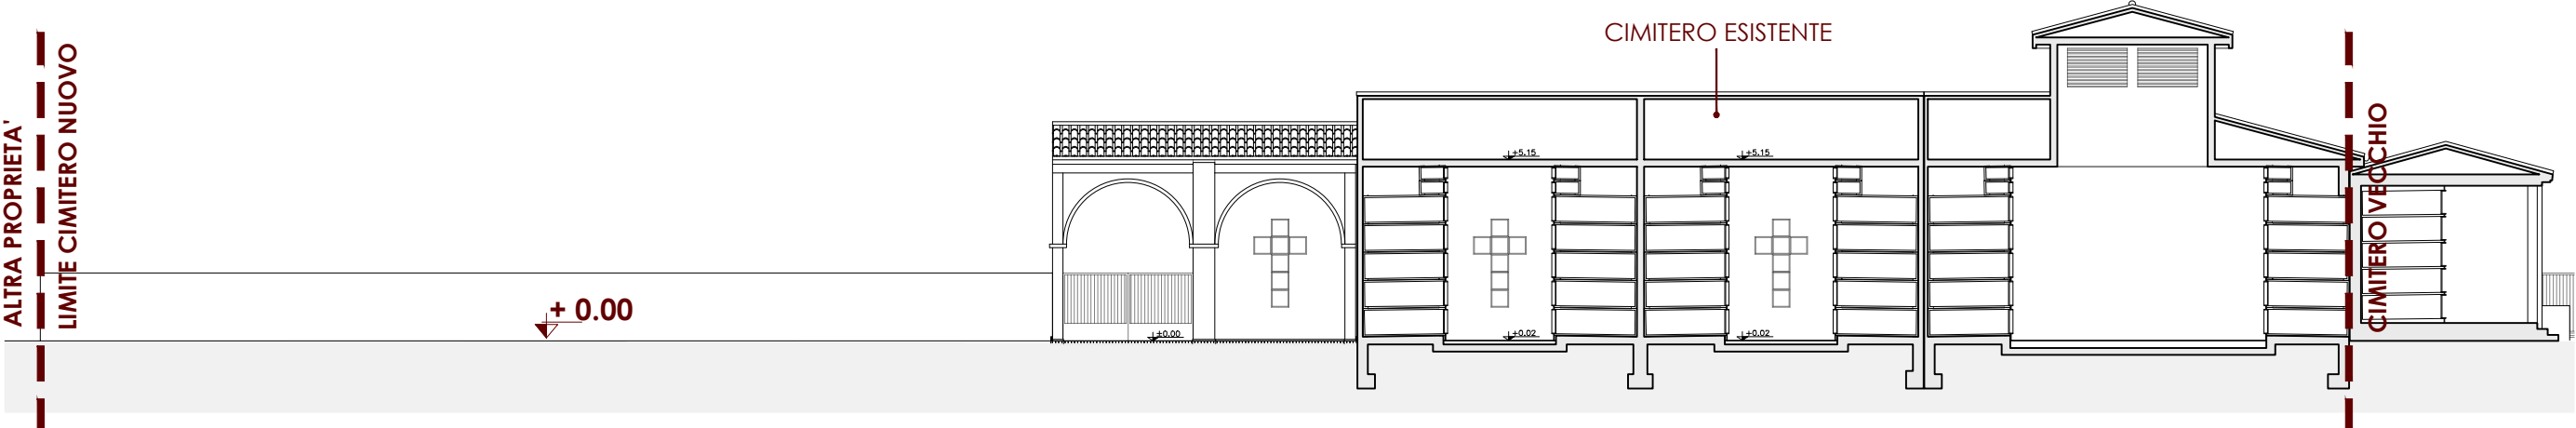 ALTRA PROPRIETA'
LIMITE CIMITERO NUOVO
+ 0.00
+0.00
CIMITERO ESISTENTE
+5.15
+5.15
+0.02
+0.02
CIMITERO VECCHIO